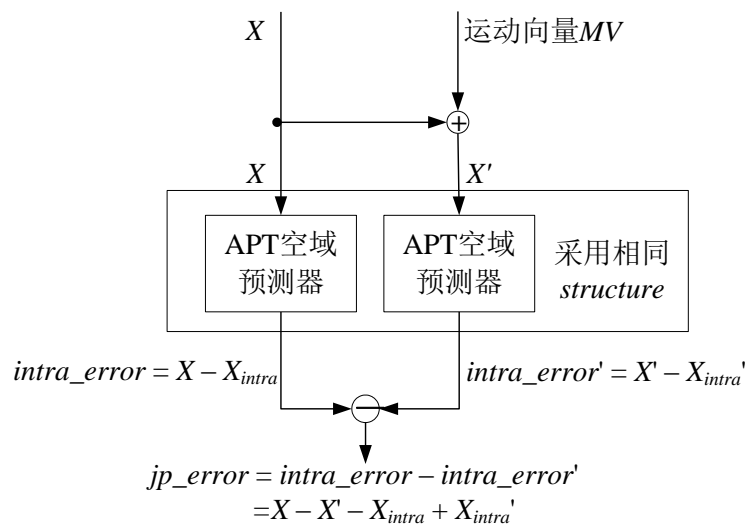 X
运动向量MV
+
X
X'
APT空域
预测器
APT空域
预测器
采用相同
structure
intra_error = X − X_intra
intra_error' = X' − X_intra'
−
jp_error = intra_error − intra_error'
=X − X' − X_intra + X_intra'